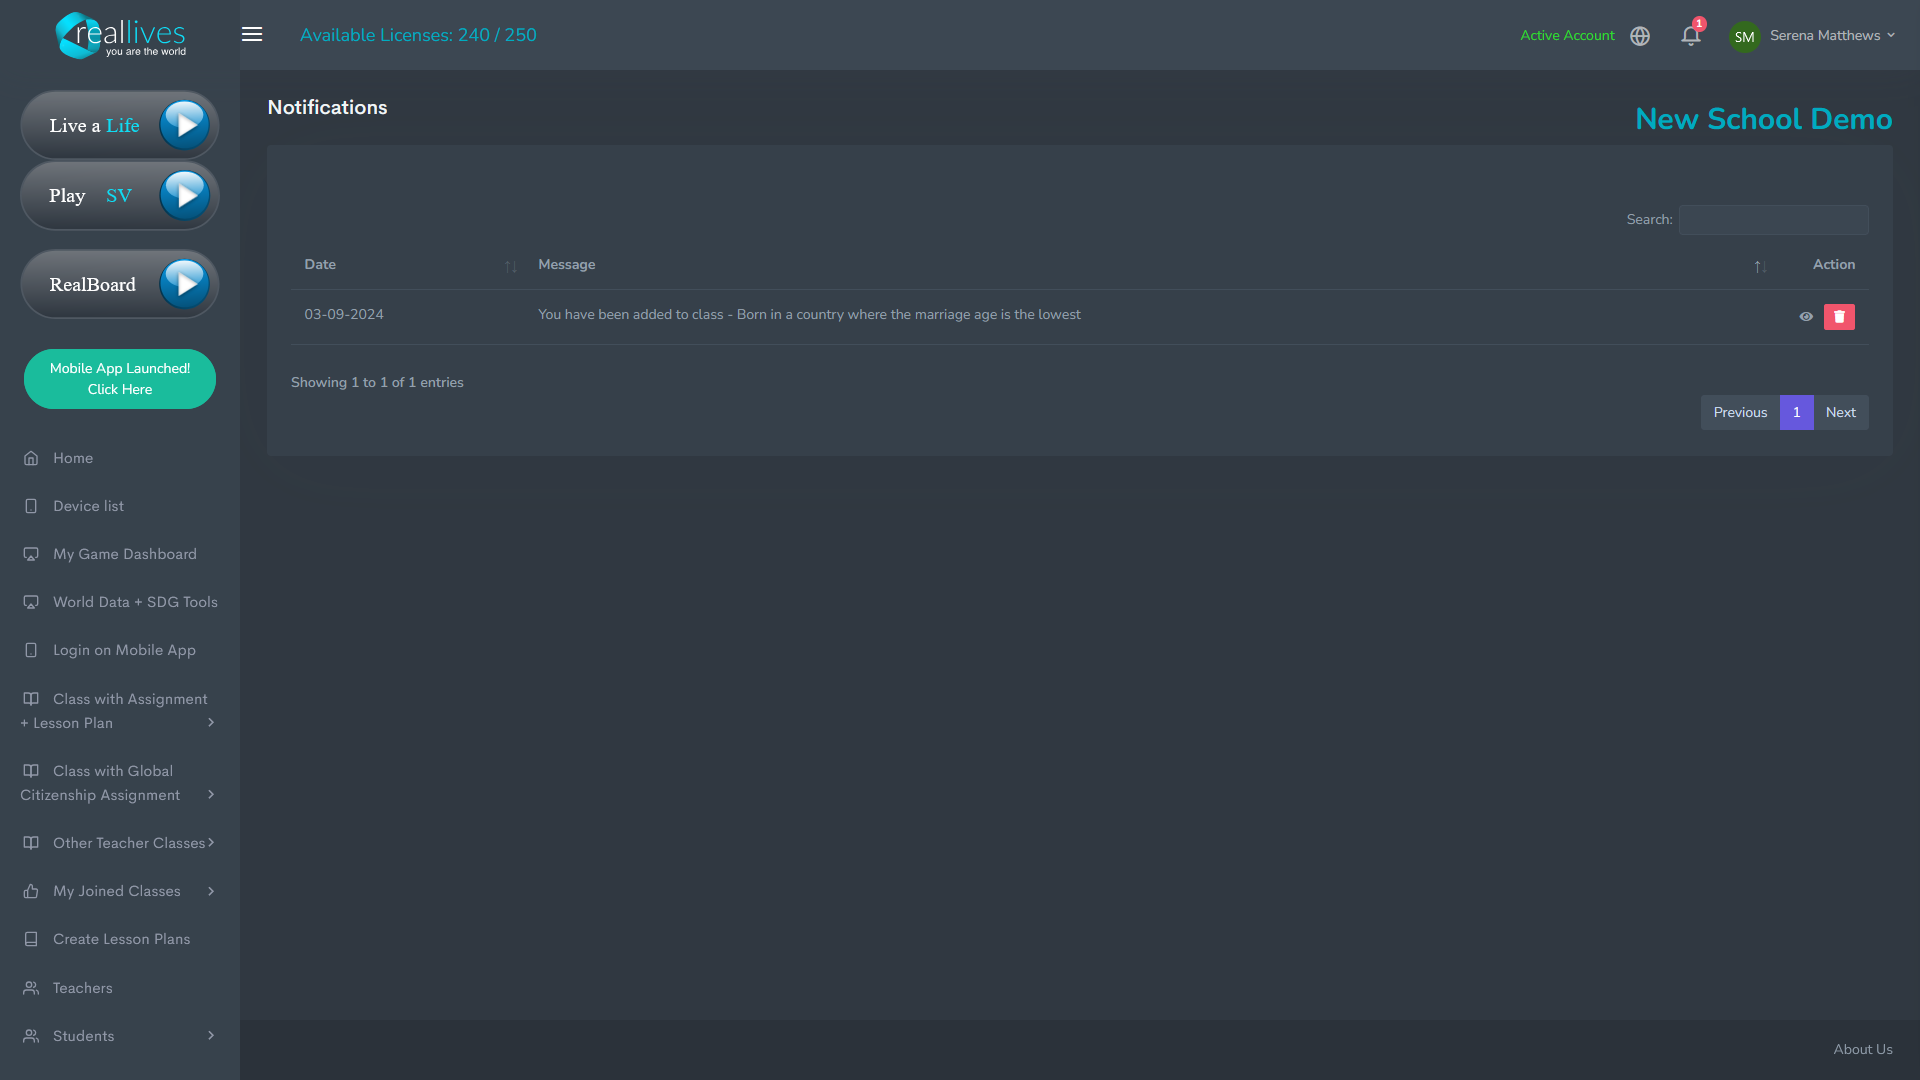 reallives
you are the world
Available Licenses: 240 / 250
Active Account
1
SM
Serena Matthews
Live a Life
Play SV
RealBoard
Mobile App Launched!
Click Here
Home
Device list
My Game Dashboard
World Data + SDG Tools
Login on Mobile App
Class with Assignment
+ Lesson Plan
Class with Global
Citizenship Assignment
Other Teacher Classes
My Joined Classes
Create Lesson Plans
Teachers
Students
Notifications
New School Demo
Search:
Date Message Action
03-09-2024 You have been added to class - Born in a country where the marriage age is the lowest
Showing 1 to 1 of 1 entries
Previous 1 Next
About Us